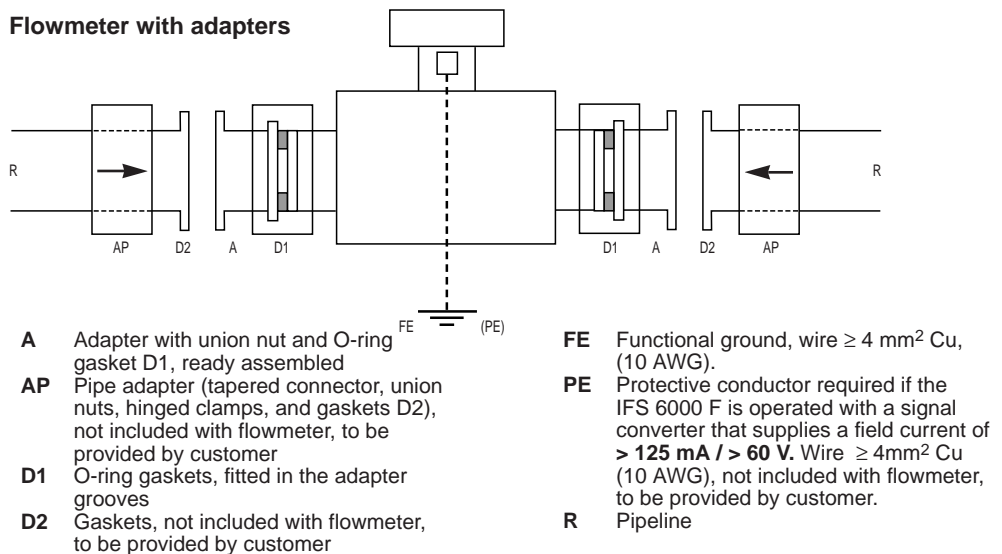 Flowmeter with adapters
R
R
AP D2 A D1 D1 A D2 AP
FE (PE)
A Adapter with union nut and O-ring
gasket D1, ready assembled
AP Pipe adapter (tapered connector, union
nuts, hinged clamps, and gaskets D2),
not included with flowmeter, to be
provided by customer
D1 O-ring gaskets, fitted in the adapter
grooves
D2 Gaskets, not included with flowmeter,
to be provided by customer
FE Functional ground, wire ≥ 4 mm² Cu,
(10 AWG).
PE Protective conductor required if the
IFS 6000 F is operated with a signal
converter that supplies a field current of
> 125 mA / > 60 V. Wire ≥ 4mm² Cu
(10 AWG), not included with flowmeter,
to be provided by customer.
R Pipeline